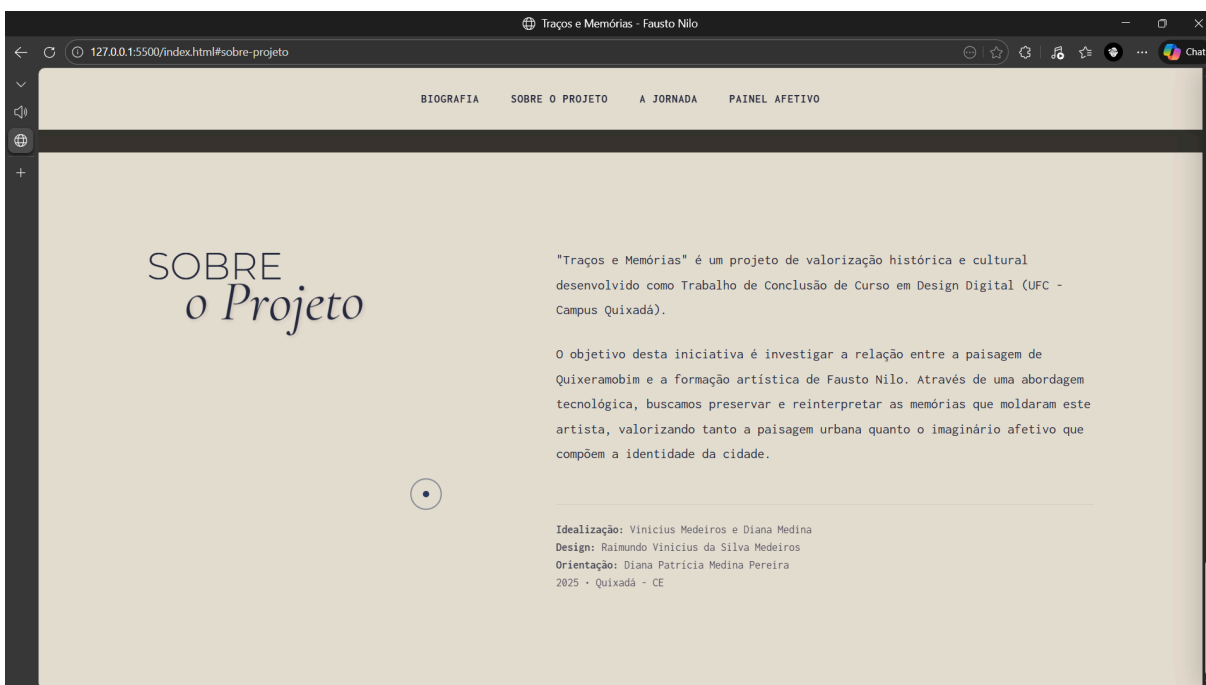 Traços e Memórias - Fausto Nilo
127.0.0.1:5500/index.html#sobre-projeto
Chat
BIOGRAFIA SOBRE O PROJETO A JORNADA PAINEL AFETIVO
SOBRE
o Projeto
"Traços e Memórias" é um projeto de valorização histórica e cultural
desenvolvido como Trabalho de Conclusão de Curso em Design Digital (UFC -
Campus Quixadá).
O objetivo desta iniciativa é investigar a relação entre a paisagem de
Quixeramobim e a formação artística de Fausto Nilo. Através de uma abordagem
tecnológica, buscamos preservar e reinterpretar as memórias que moldaram este
artista, valorizando tanto a paisagem urbana quanto o imaginário afetivo que
compõem a identidade da cidade.
Idealização: Vinicius Medeiros e Diana Medina
Design: Raimundo Vinicius da Silva Medeiros
Orientação: Diana Patrícia Medina Pereira
2025 • Quixadá - CE